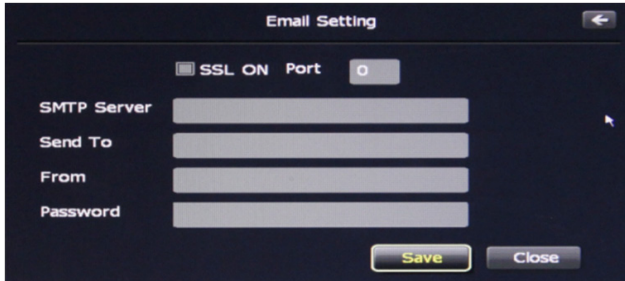 Email Setting
SSL ON Port 0
SMTP Server
Send To
From
Password
Save Close